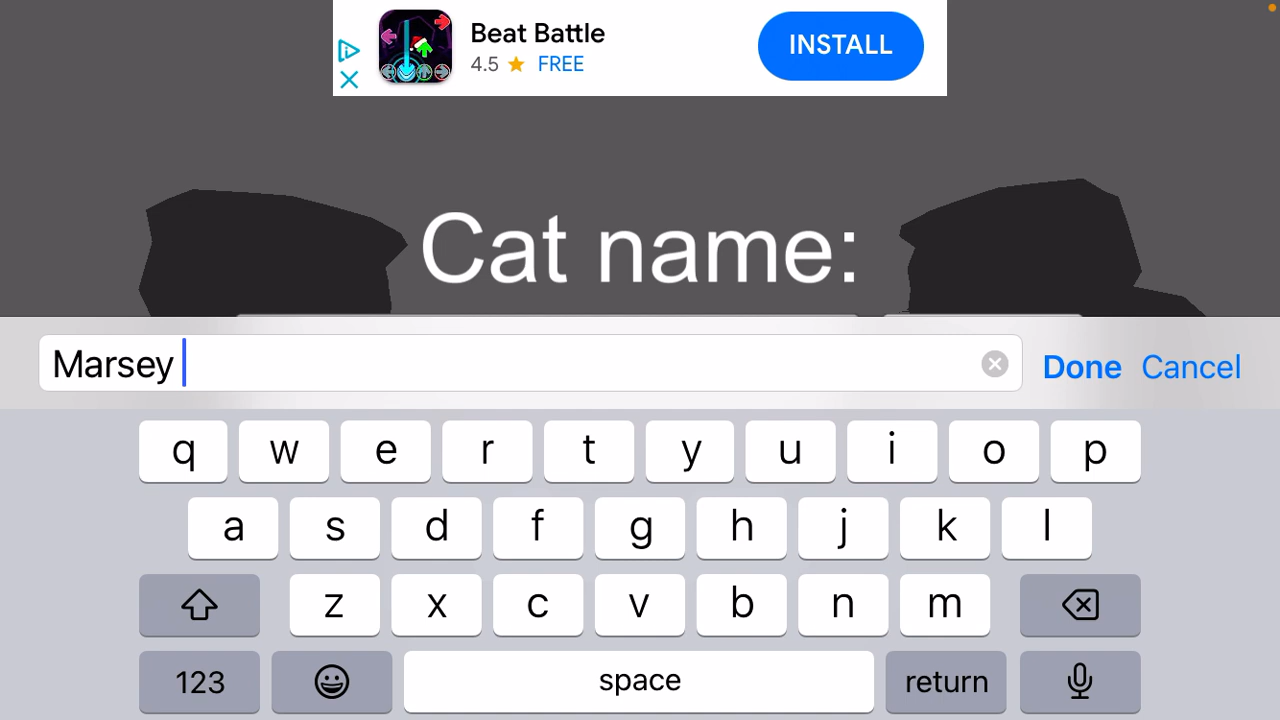 Beat Battle
4.5 ★ FREE
INSTALL
Cat name:
Marsey
Done Cancel
q w e r t y u i o p
a s d f g h j k l
z x c v b n m
123 space return